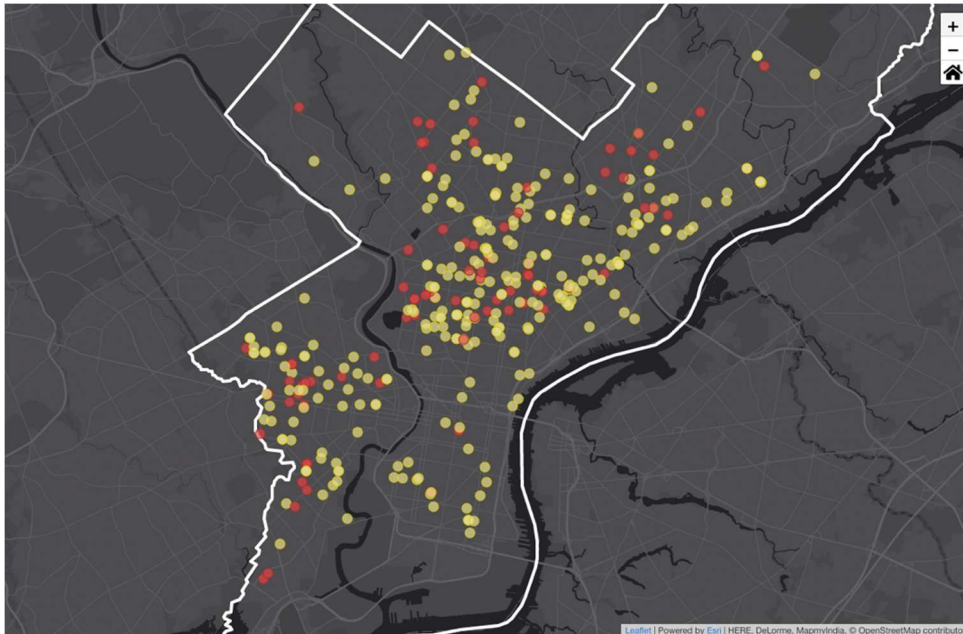 +
−
Leaflet | Powered by Esri | HERE, DeLorme, MapmyIndia, © OpenStreetMap contributo